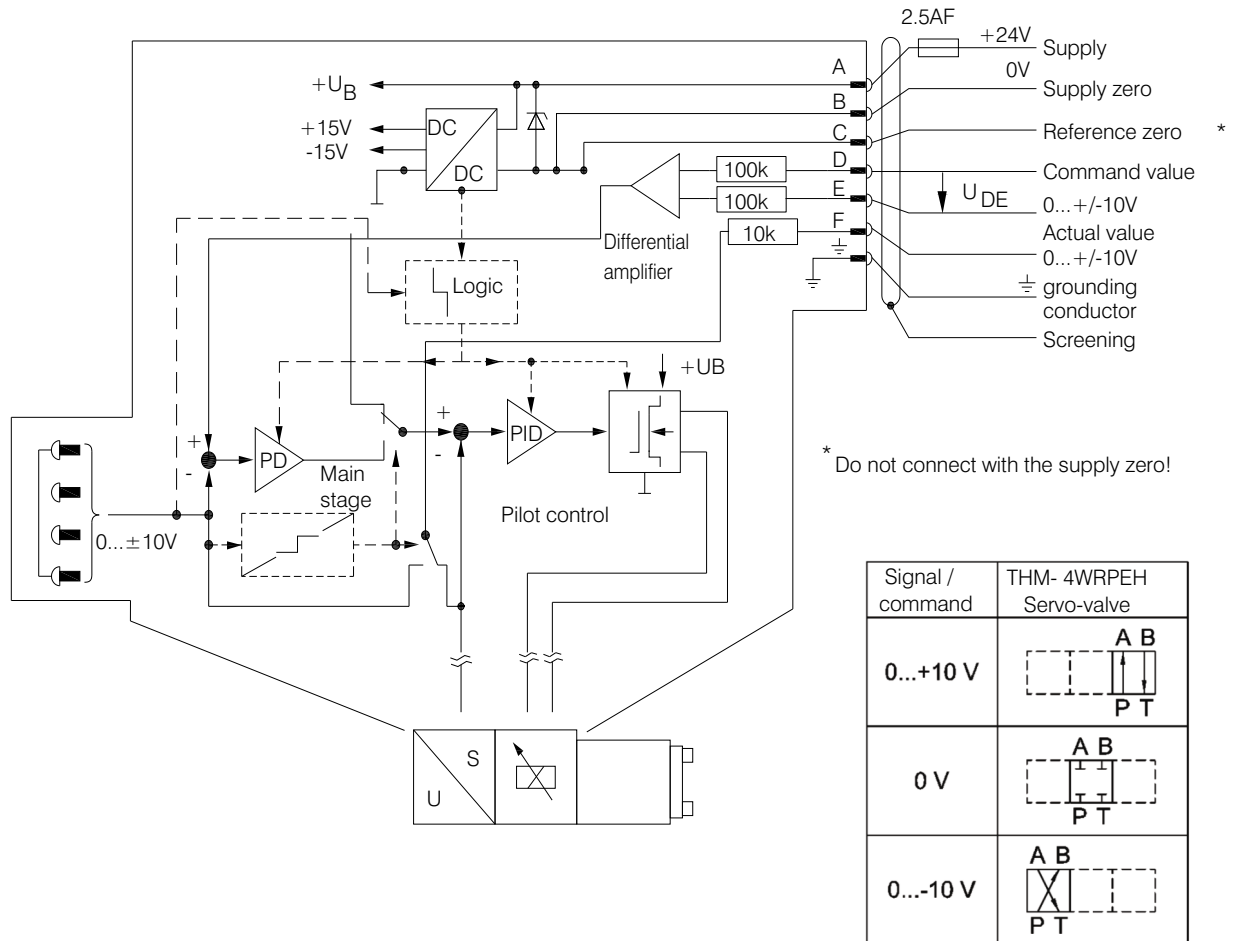 2.5AF
+24V
Supply
0V
Supply zero
Reference zero *
Command value
U DE
0...+/-10V
Actual value
0...+/-10V
grounding
conductor
Screening
A
B
C
D
E
F
+UB
+15V
-15V
DC
DC
100k
100k
10k
Differential
amplifier
Logic
+UB
+
-
PD
Main
stage
+
-
PID
Pilot control
0...±10V
* Do not connect with the supply zero!
S
U
Signal /
command
THM- 4WRPEH
Servo-valve
0...+10 V
A B
P T
0 V
A B
P T
0...-10 V
A B
P T